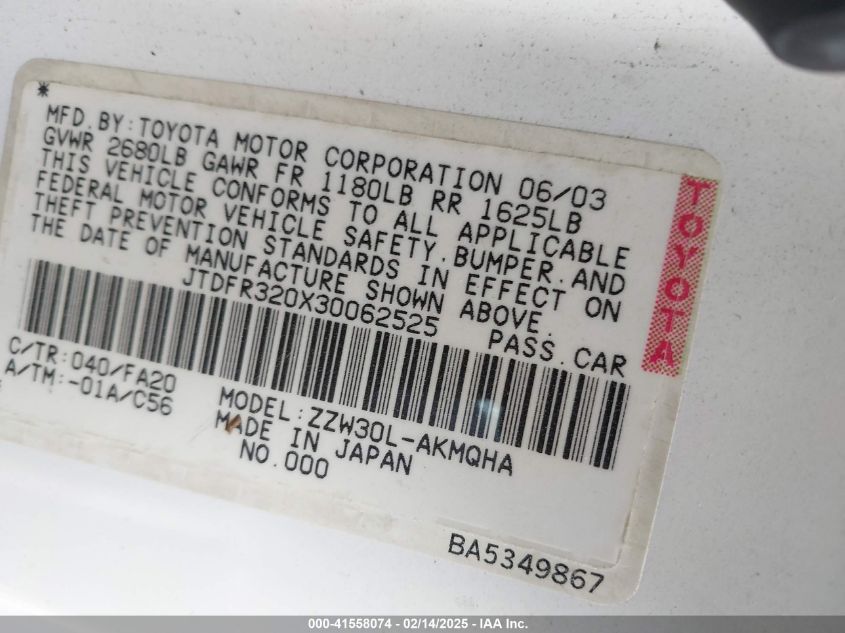 MFD.BY:TOYOTA MOTOR CORPORATION 06/03
GVWR 2680LB GAWR FR 1180LB RR 1625LB
THIS VEHICLE CONFORMS TO ALL APPLICABLE
FEDERAL MOTOR VEHICLE SAFETY,BUMPER,AND
THEFT PREVENTION STANDARDS IN EFFECT ON
THE DATE OF MANUFACTURE SHOWN ABOVE.
JTDFR320X30062525
PASS.CAR
C/TR:040/FA20
A/TM:-01A/C56
MODEL:ZZW30L-AKMQHA
MADE IN JAPAN
NO.000
BA5349867
TOYOTA
000-41558074 - 02/14/2025 - IAA Inc.